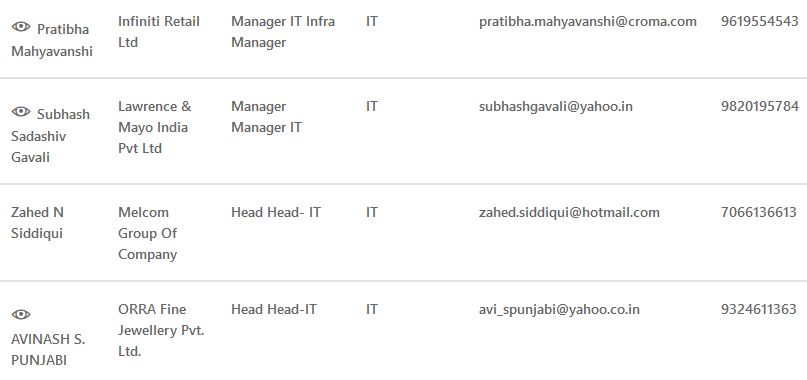 Pratibha Mahyavanshi Infiniti Retail Ltd Manager IT Infra Manager IT pratibha.mahyavanshi@croma.com 9619554543
Subhash Sadashiv Gavali Lawrence & Mayo India Pvt Ltd Manager Manager IT IT subhashgavali@yahoo.in 9820195784
Zahed N Siddiqui Melcom Group Of Company Head Head- IT IT zahed.siddiqui@hotmail.com 7066136613
AVINASH S. PUNJABI ORRA Fine Jewellery Pvt. Ltd. Head Head-IT IT avi_spunjabi@yahoo.co.in 9324611363